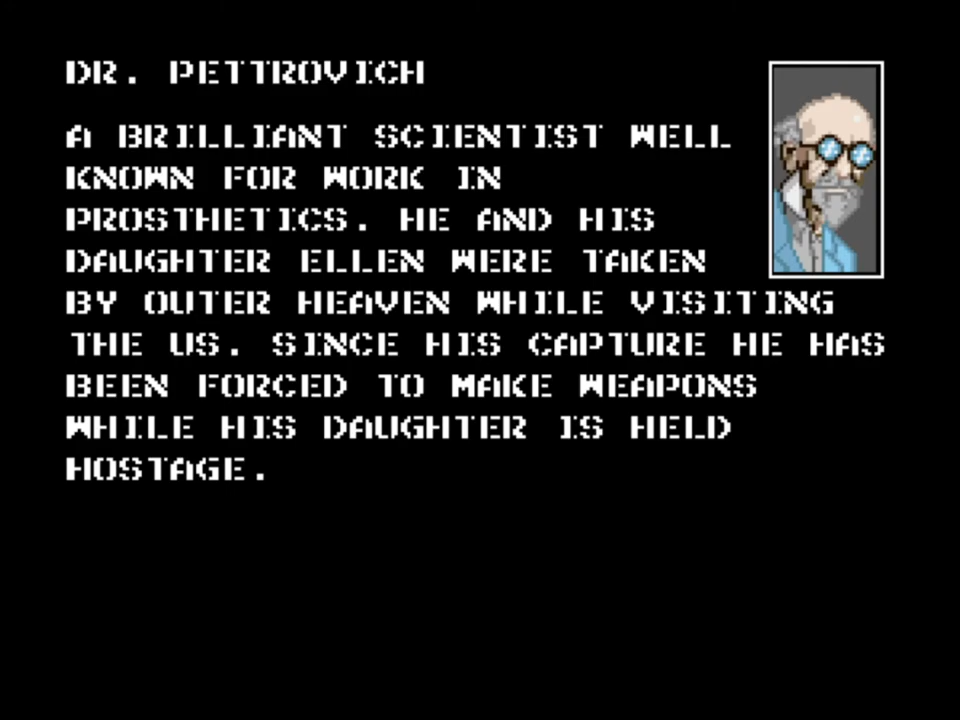 DR. PETTROVICH
A BRILLIANT SCIENTIST WELL
KNOWN FOR WORK IN
PROSTHETICS. HE AND HIS
DAUGHTER ELLEN WERE TAKEN
BY OUTER HEAVEN WHILE VISITING
THE US. SINCE HIS CAPTURE HE HAS
BEEN FORCED TO MAKE WEAPONS
WHILE HIS DAUGHTER IS HELD
HOSTAGE.